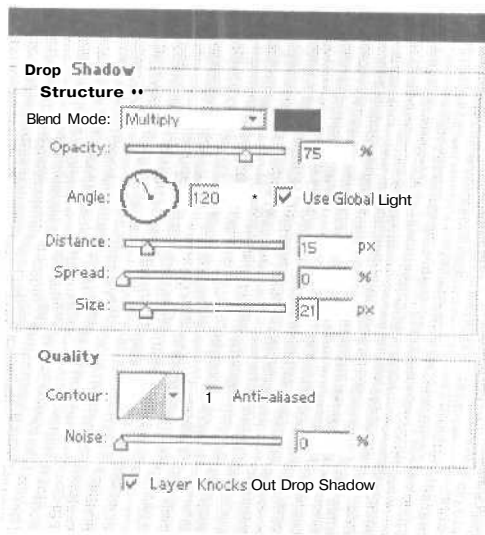 Drop Shadow
Structure ••
Blend Mode: Multiply
Opacity: 75 %
Angle: 120 * Use Global Light
Distance: 15 px
Spread: 0 %
Size: 21 px
Quality
Contour: 1 Anti-aliased
Noise: 0 %
Layer Knocks Out Drop Shadow